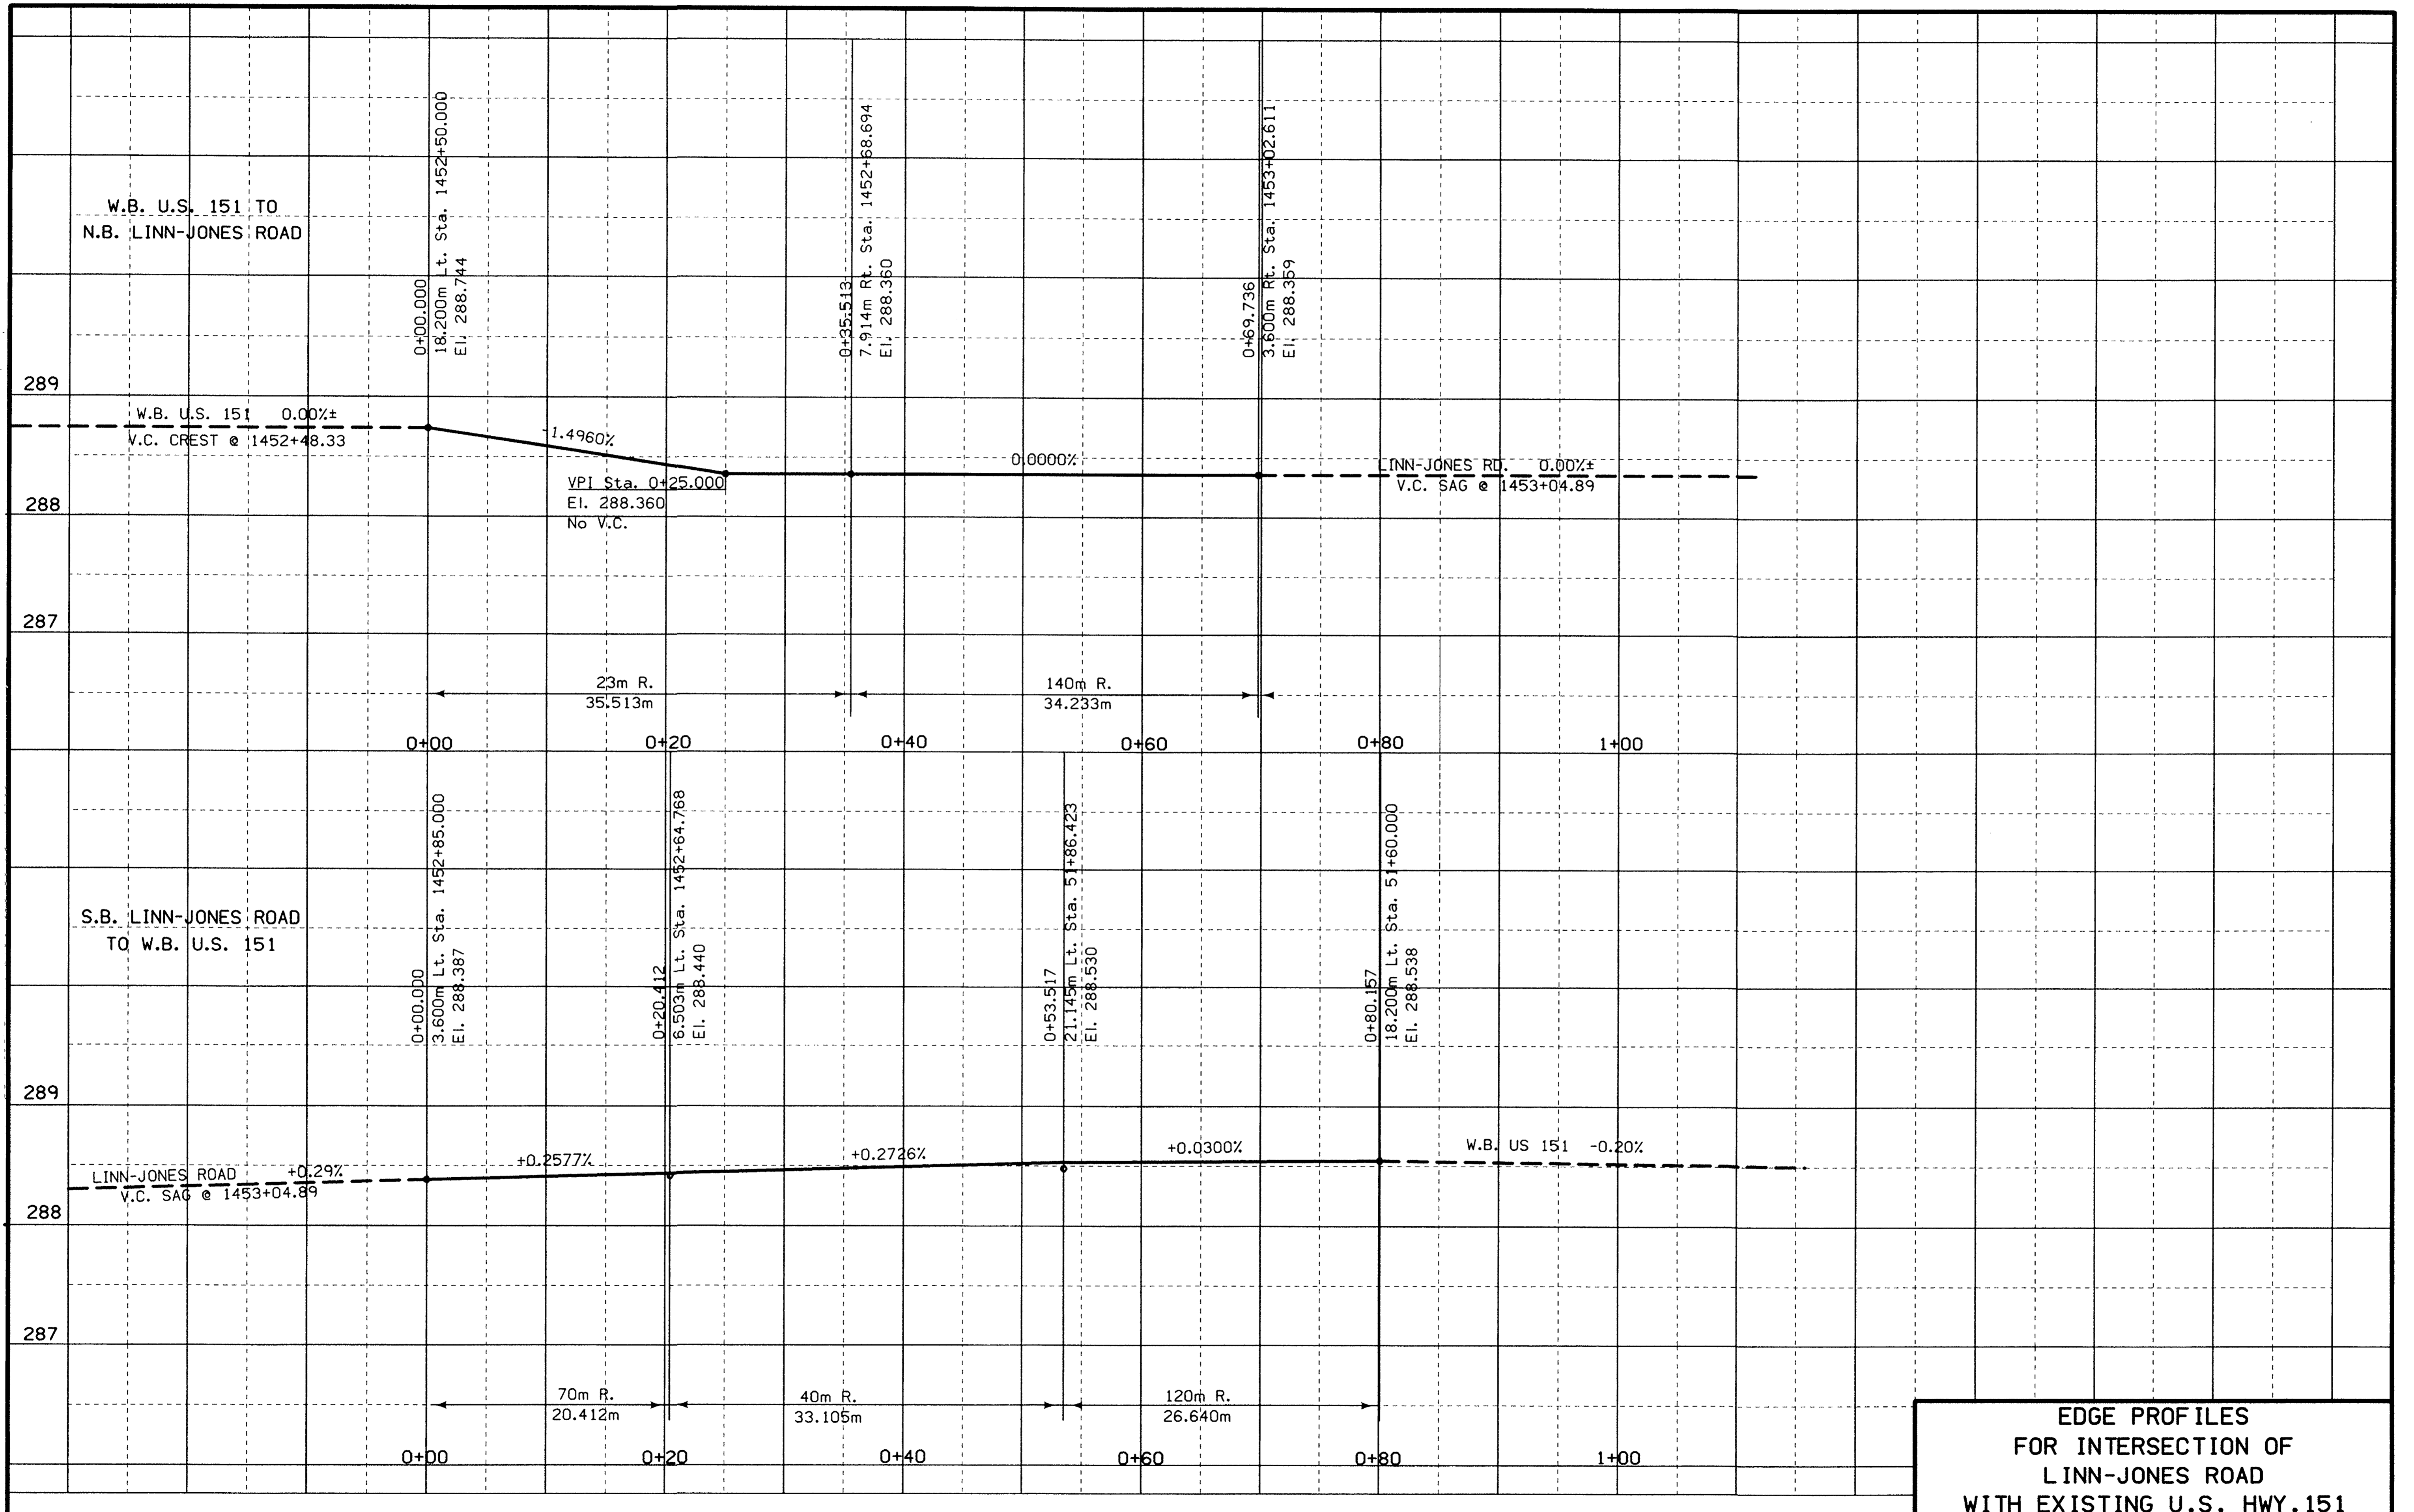 W.B. U.S. 151 TO
N.B. LINN-JONES ROAD
0+00.000
18.200m Lt. Sta. 1452+50.000
El. 288.744
0+35.513
7.914m Rt. Sta. 1452+68.694
El. 288.360
0+69.736
3.600m Rt. Sta. 1453+02.611
El. 288.359
289
W.B. U.S. 151 0.00%±
V.C. CREST @ 1452+48.33
-1.4960%
0.0000%
LINN-JONES RD. 0.00%±
V.C. SAG @ 1453+04.89
VPI Sta. 0+25.000
El. 288.360
No V.C.
288
287
23m R.
35.513m
140m R.
34.233m
0+00 0+20 0+40 0+60 0+80 1+00
S.B. LINN-JONES ROAD
TO W.B. U.S. 151
0+00.000
3.600m Lt. Sta. 1452+85.000
El. 288.387
0+20.412
6.503m Lt. Sta. 1452+64.768
El. 288.440
0+53.517
21.145m Lt. Sta. 51+86.423
El. 288.530
0+80.157
18.200m Lt. Sta. 51+60.000
El. 288.538
289
LINN-JONES ROAD +0.29%
V.C. SAG @ 1453+04.89
+0.2577%
+0.2726%
+0.0300%
W.B. US 151 -0.20%
288
287
70m R.
20.412m
40m R.
33.105m
120m R.
26.640m
0+00 0+20 0+40 0+60 0+80 1+00
EDGE PROFILES
FOR INTERSECTION OF
LINN-JONES ROAD
WITH EXISTING U.S. HWY.151